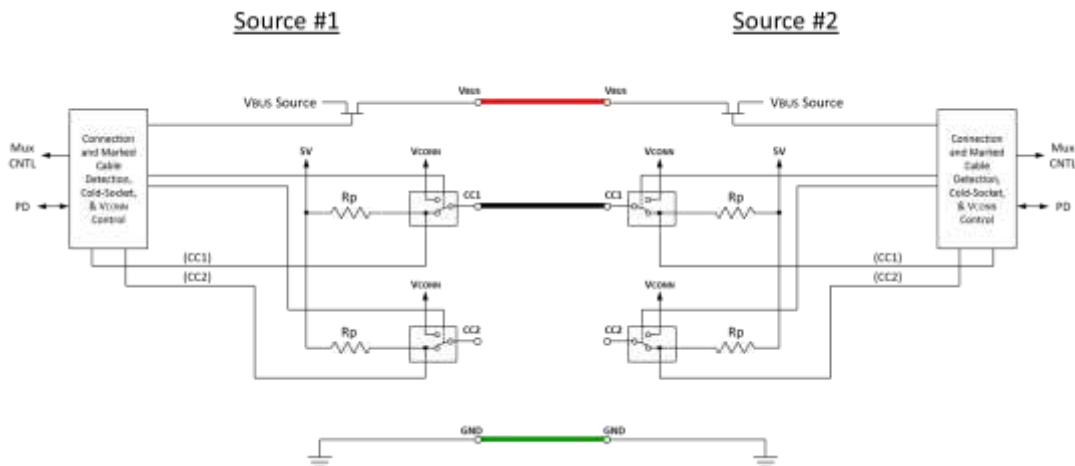 Source #1
Source #2
VBUS Source
VBUS
VBUS
VBUS Source
Connection
and Marked
Cable
Detection,
Cold-Socket,
& VCONN
Control
Mux
CNTL
PD
5V
VCONN
Rp
CC1
CC1
VCONN
5V
Rp
Connection
and Marked
Cable
Detection,
Cold-Socket,
& VCONN
Control
Mux
CNTL
PD
(CC1)
(CC2)
(CC1)
(CC2)
VCONN
Rp
CC2
CC2
VCONN
Rp
GND
GND